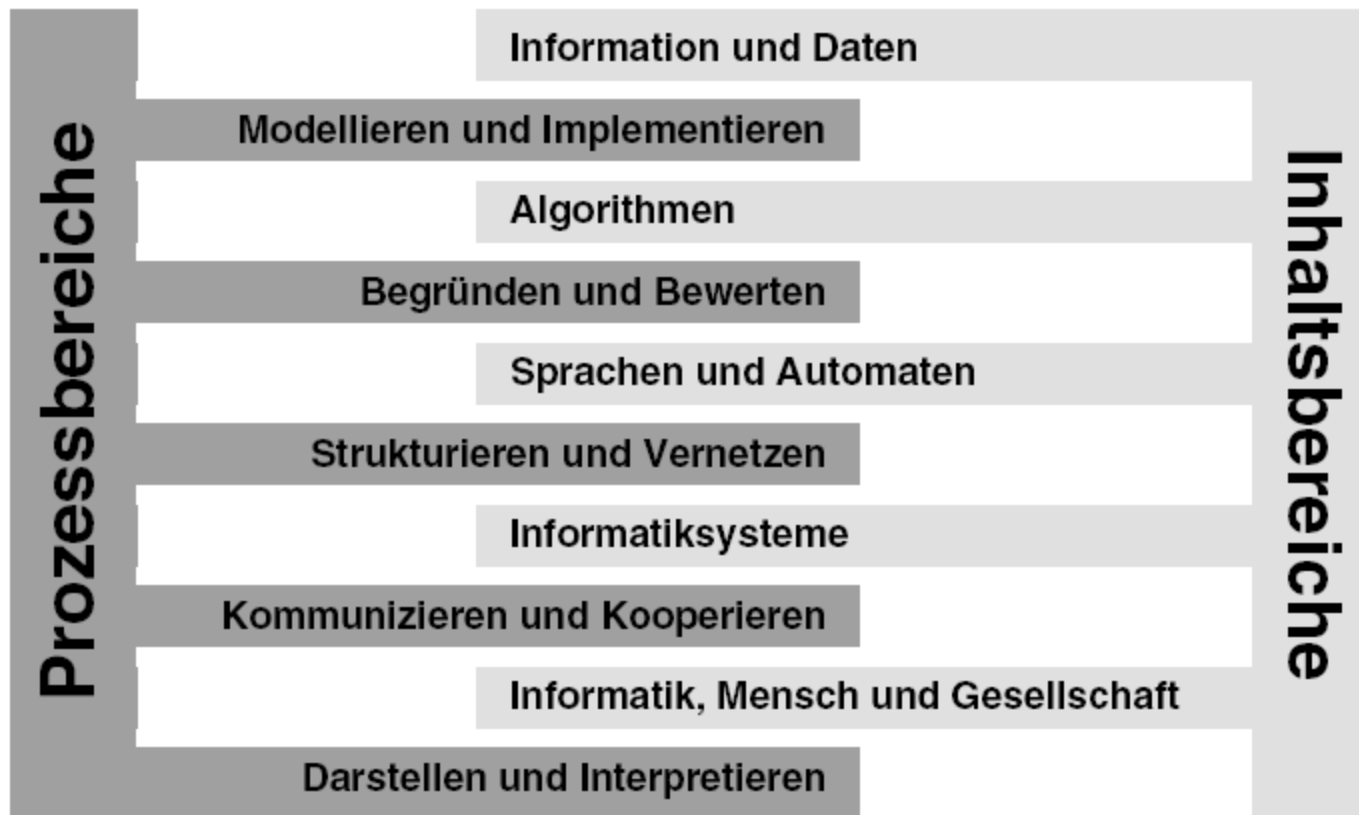 Prozessbereiche
Information und Daten
Modellieren und Implementieren
Algorithmen
Begründen und Bewerten
Sprachen und Automaten
Strukturieren und Vernetzen
Informatiksysteme
Kommunizieren und Kooperieren
Informatik, Mensch und Gesellschaft
Darstellen und Interpretieren
Inhaltsbereiche